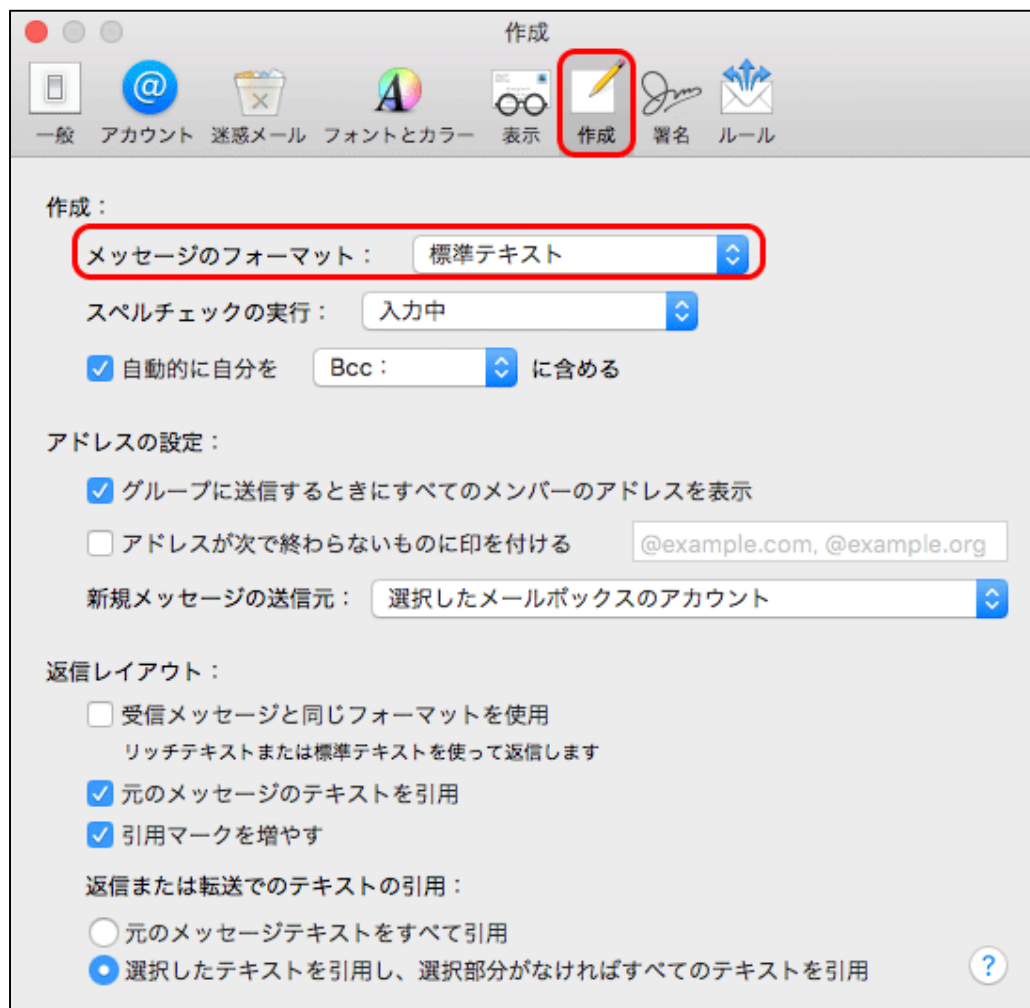 作成
一般 アカウント 迷惑メール フォントとカラー 表示 作成 署名 ルール
作成：
メッセージのフォーマット： 標準テキスト
スペルチェックの実行： 入力中
自動的に自分を Bcc： に含める
アドレスの設定：
グループに送信するときにすべてのメンバーのアドレスを表示
アドレスが次で終わらないものに印を付ける @example.com, @example.org
新規メッセージの送信元： 選択したメールボックスのアカウント
返信レイアウト：
受信メッセージと同じフォーマットを使用
リッチテキストまたは標準テキストを使って返信します
元のメッセージのテキストを引用
引用マークを増やす
返信または転送でのテキストの引用：
元のメッセージテキストをすべて引用
選択したテキストを引用し、選択部分がなければすべてのテキストを引用 ?